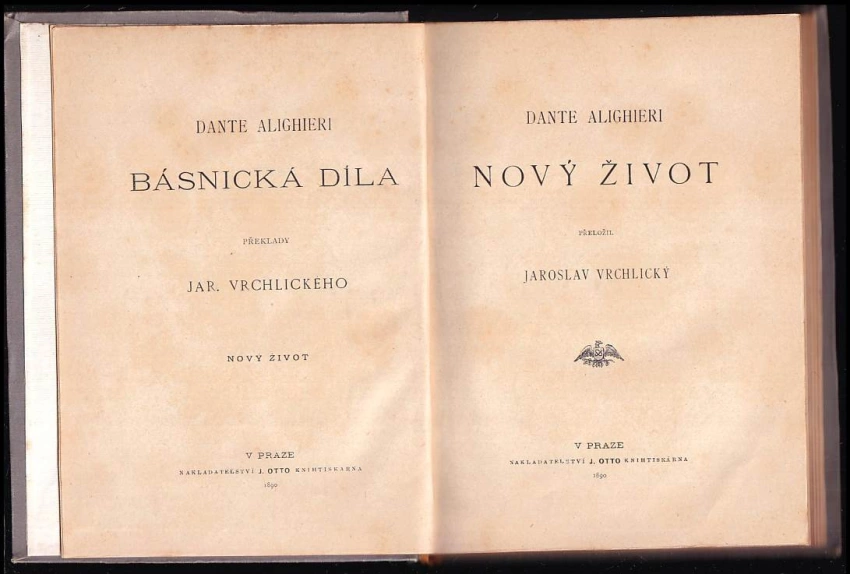 DANTE ALIGHIERI
BÁSNICKÁ DÍLA
PŘEKLADY
JAR. VRCHLICKÉHO
NOVÝ ŽIVOT
V PRAZE
NAKLADATELSTVÍ J. OTTO KNIHTISKÁRNA
1890
DANTE ALIGHIERI
NOVÝ ŽIVOT
PŘELOŽIL
JAROSLAV VRCHLICKÝ
V PRAZE
NAKLADATELSTVÍ J. OTTO KNIHTISKÁRNA
1890